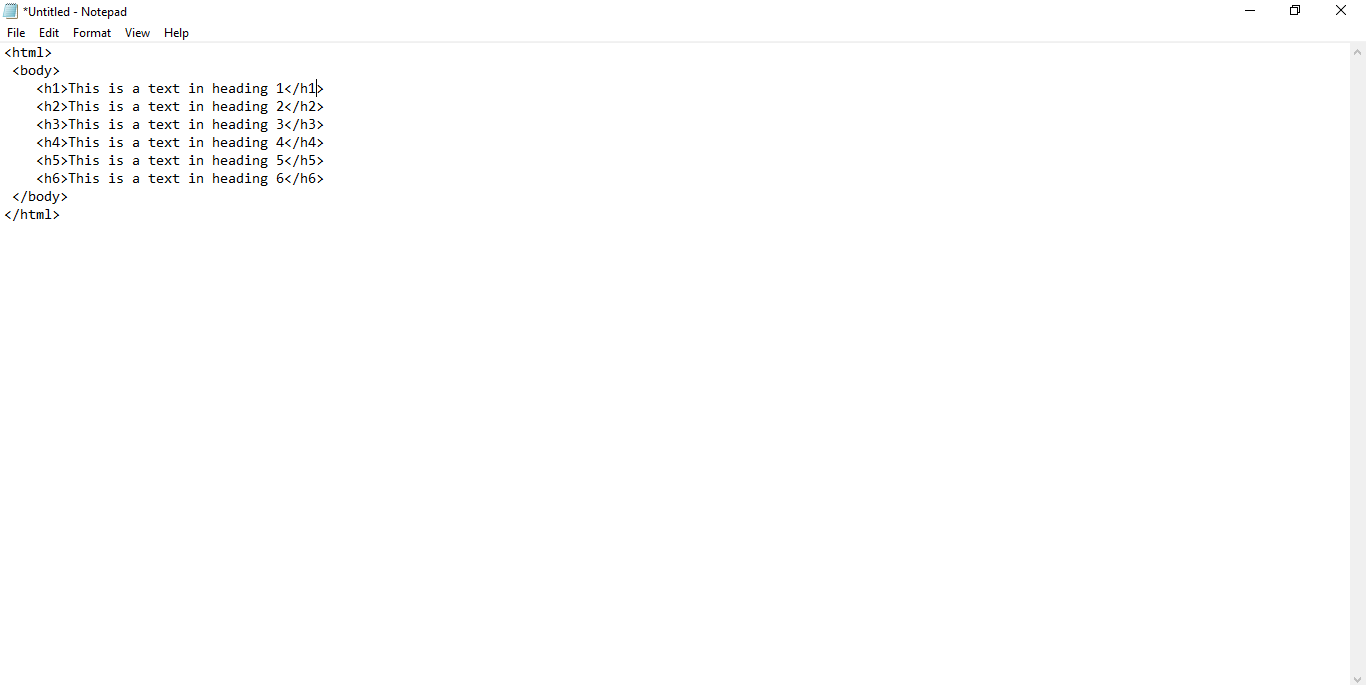 *Untitled - Notepad
File Edit Format View Help
<html>
 <body>
    <h1>This is a text in heading 1</h1>
    <h2>This is a text in heading 2</h2>
    <h3>This is a text in heading 3</h3>
    <h4>This is a text in heading 4</h4>
    <h5>This is a text in heading 5</h5>
    <h6>This is a text in heading 6</h6>
 </body>
</html>